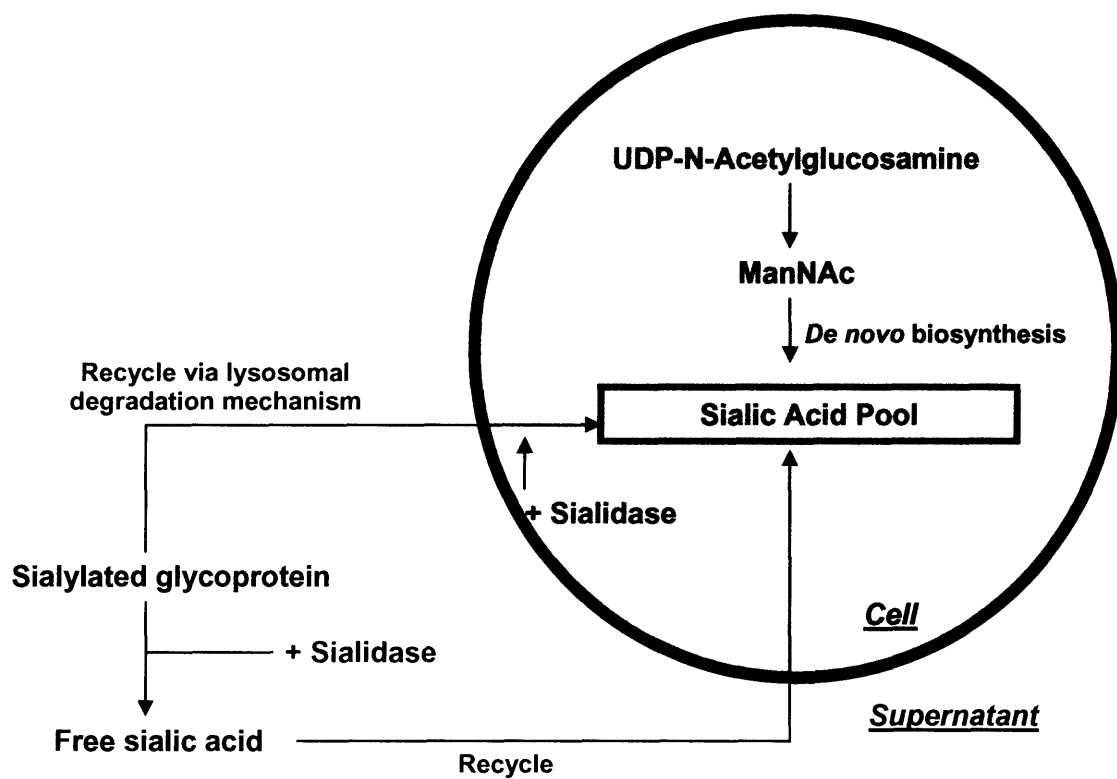 UDP-N-Acetylglucosamine
ManNAc
De novo biosynthesis
Recycle via lysosomal
degradation mechanism
Sialic Acid Pool
+ Sialidase
Sialylated glycoprotein
Cell
+ Sialidase
Supernatant
Free sialic acid
Recycle